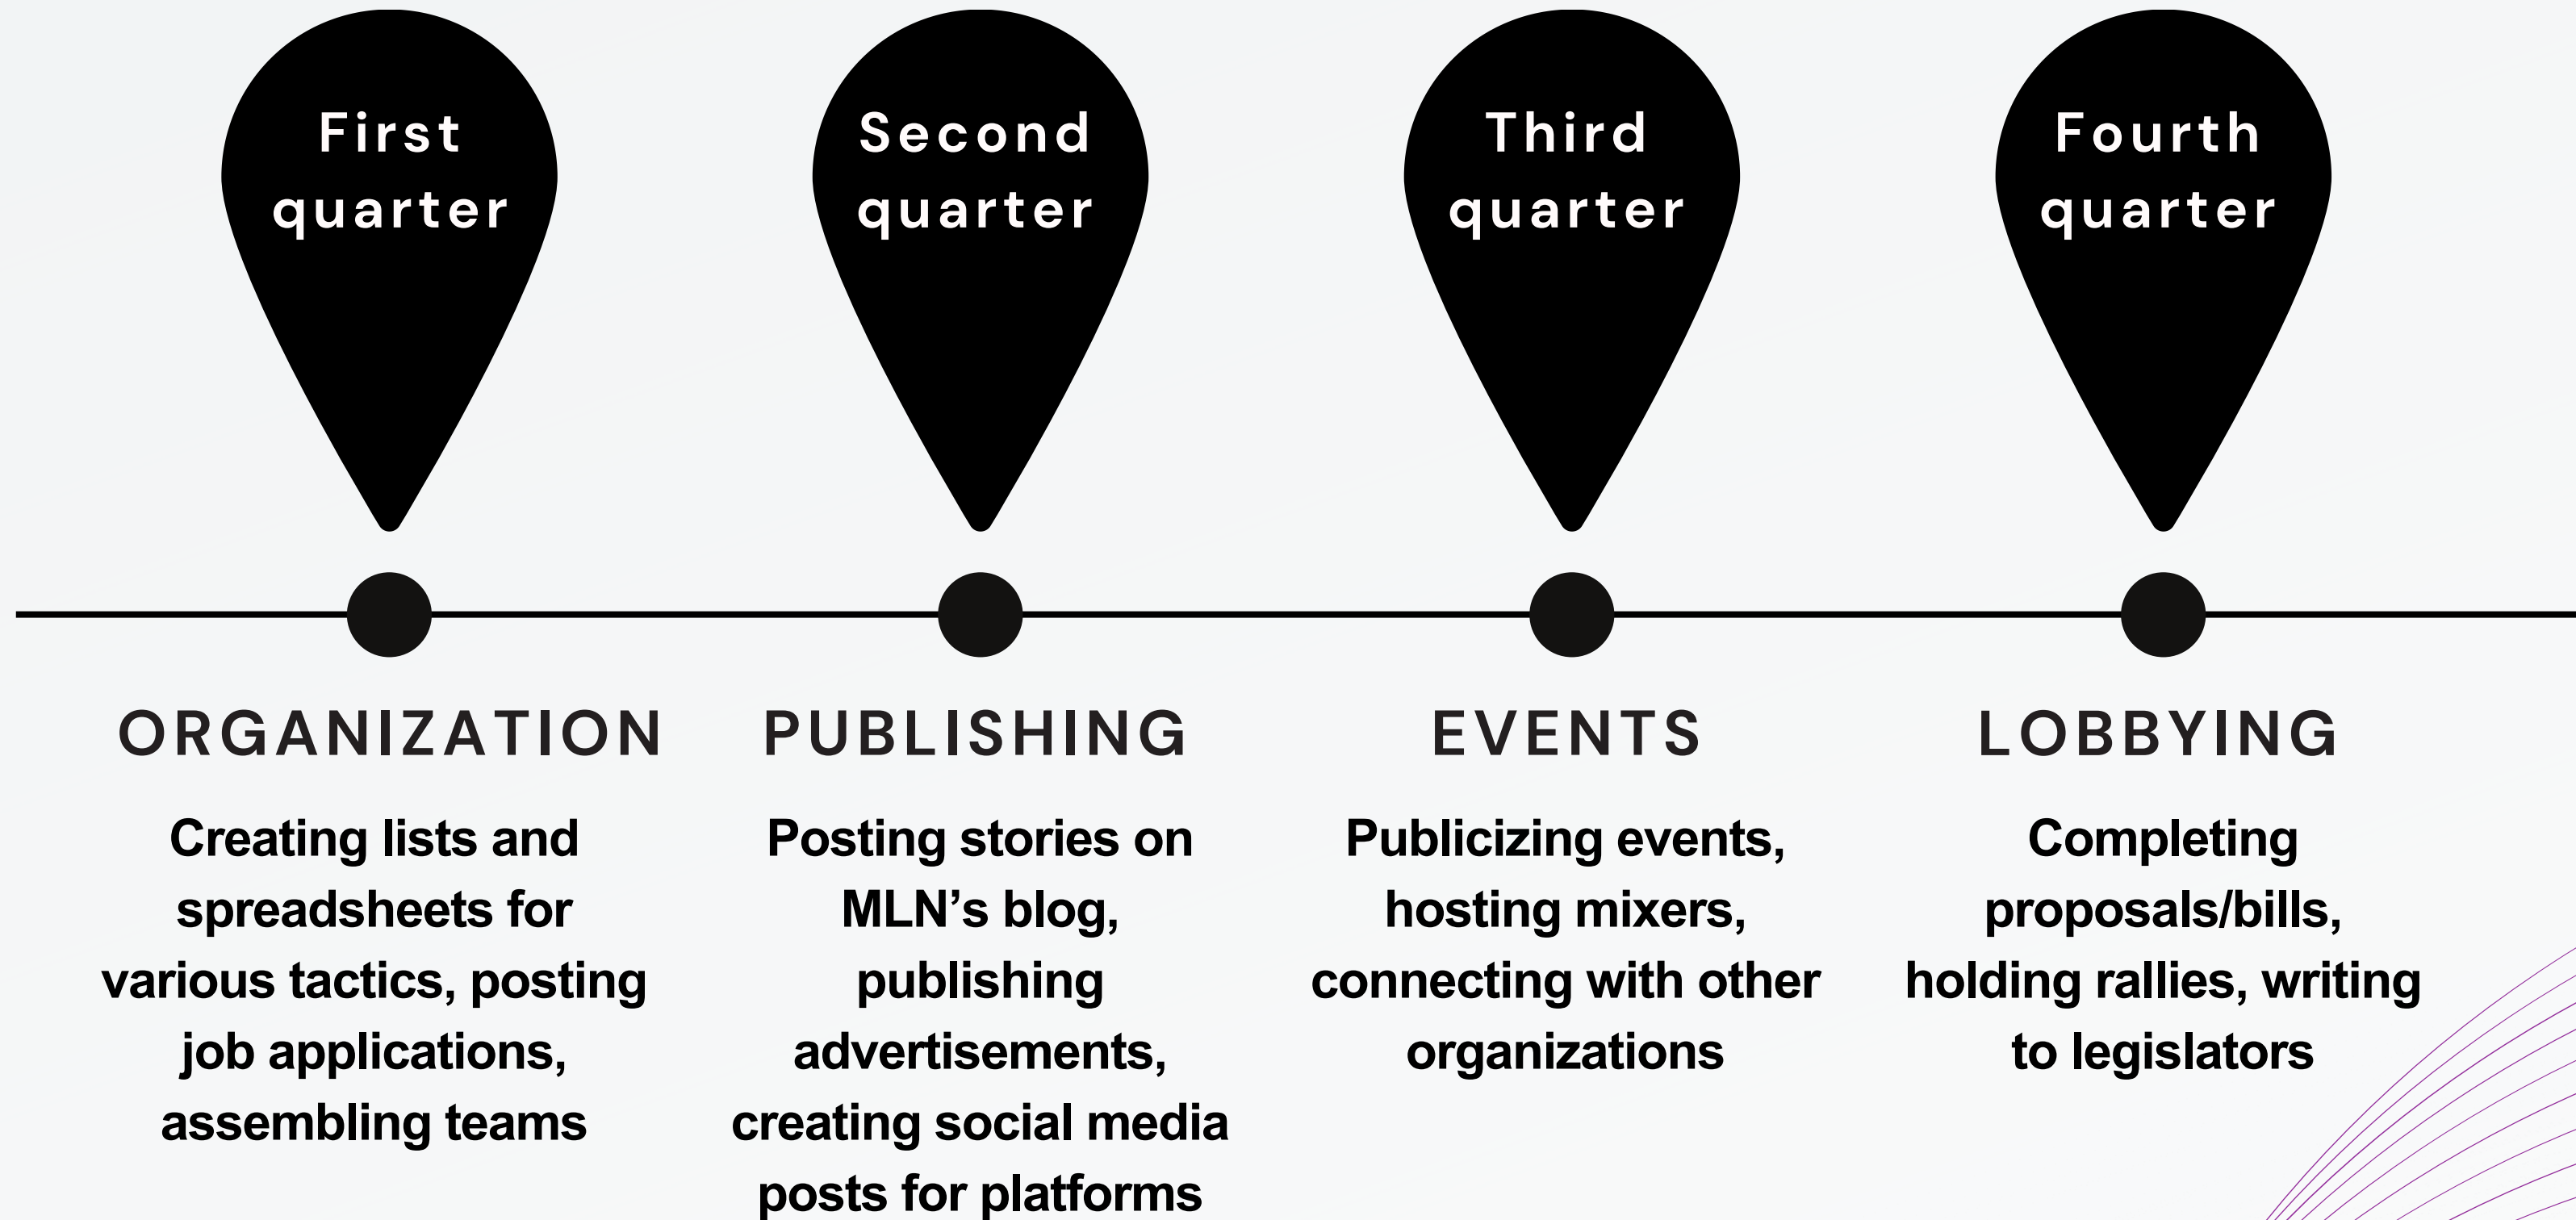 First
quarter
Second
quarter
Third
quarter
Fourth
quarter
ORGANIZATION
Creating lists and
spreadsheets for
various tactics, posting
job applications,
assembling teams
PUBLISHING
Posting stories on
MLN’s blog,
publishing
advertisements,
creating social media
posts for platforms
EVENTS
Publicizing events,
hosting mixers,
connecting with other
organizations
LOBBYING
Completing
proposals/bills,
holding rallies, writing
to legislators